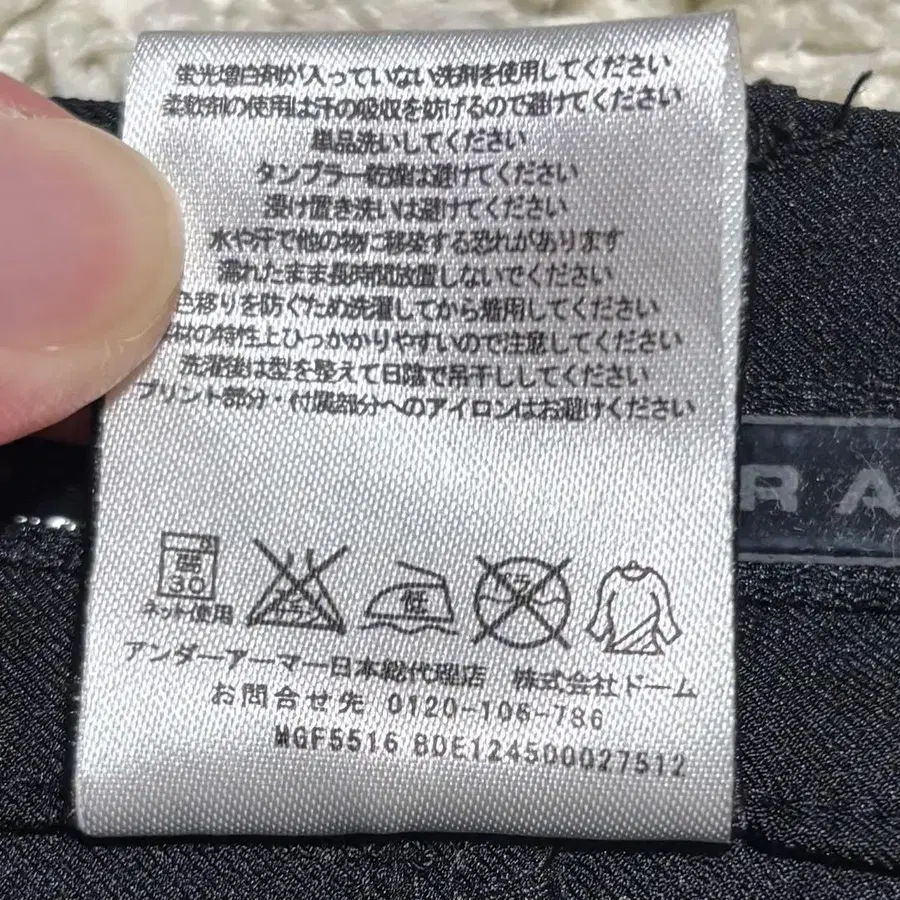 蛍光増白剤が入っていない洗剤を使用してください
柔軟剤の使用は汗の吸収を妨げるので避けてください
単品洗いしてください
タンブラー乾燥は避けてください
浸け置き洗いは避けてください
水や汗で他の物に移染する恐れがあります
濡れたまま長時間放置しないでください
色移りを防ぐため洗濯してから着用してください
の特性上ひっかかりやすいので注意してください
洗濯後は型を整えて日陰で吊干ししてください
プリント部分・付属部分へのアイロンはお避けください
RA
弱
30
ネット使用
エンソ
サラシ
低
ドライ
アンダーアーマー日本総代理店 株式会社ドーム
お問合せ先 0120-106-786
MGF5516 BDE124500027512